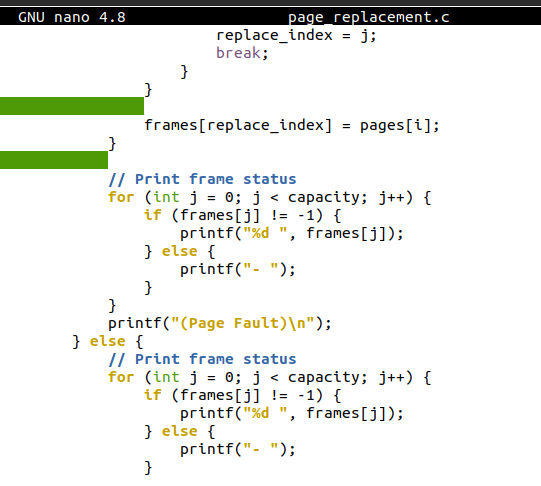 GNU nano 4.8 page_replacement.c
                        replace_index = j;
                        break;
                    }
                }

                frames[replace_index] = pages[i];
            }

            // Print frame status
            for (int j = 0; j < capacity; j++) {
                if (frames[j] != -1) {
                    printf("%d ", frames[j]);
                } else {
                    printf("- ");
                }
            }
            printf("(Page Fault)\n");
        } else {
            // Print frame status
            for (int j = 0; j < capacity; j++) {
                if (frames[j] != -1) {
                    printf("%d ", frames[j]);
                } else {
                    printf("- ");
                }